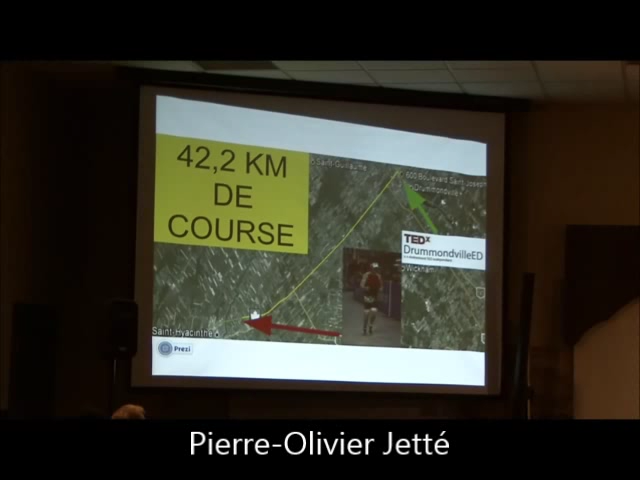 42,2 KM
DE
COURSE
Saint-Guillaume
600 Boulevard Saint-Joseph
Drummondville
TEDx
DrummondvilleED
Wickham
Saint-Hyacinthe
Prezi
Pierre-Olivier Jetté